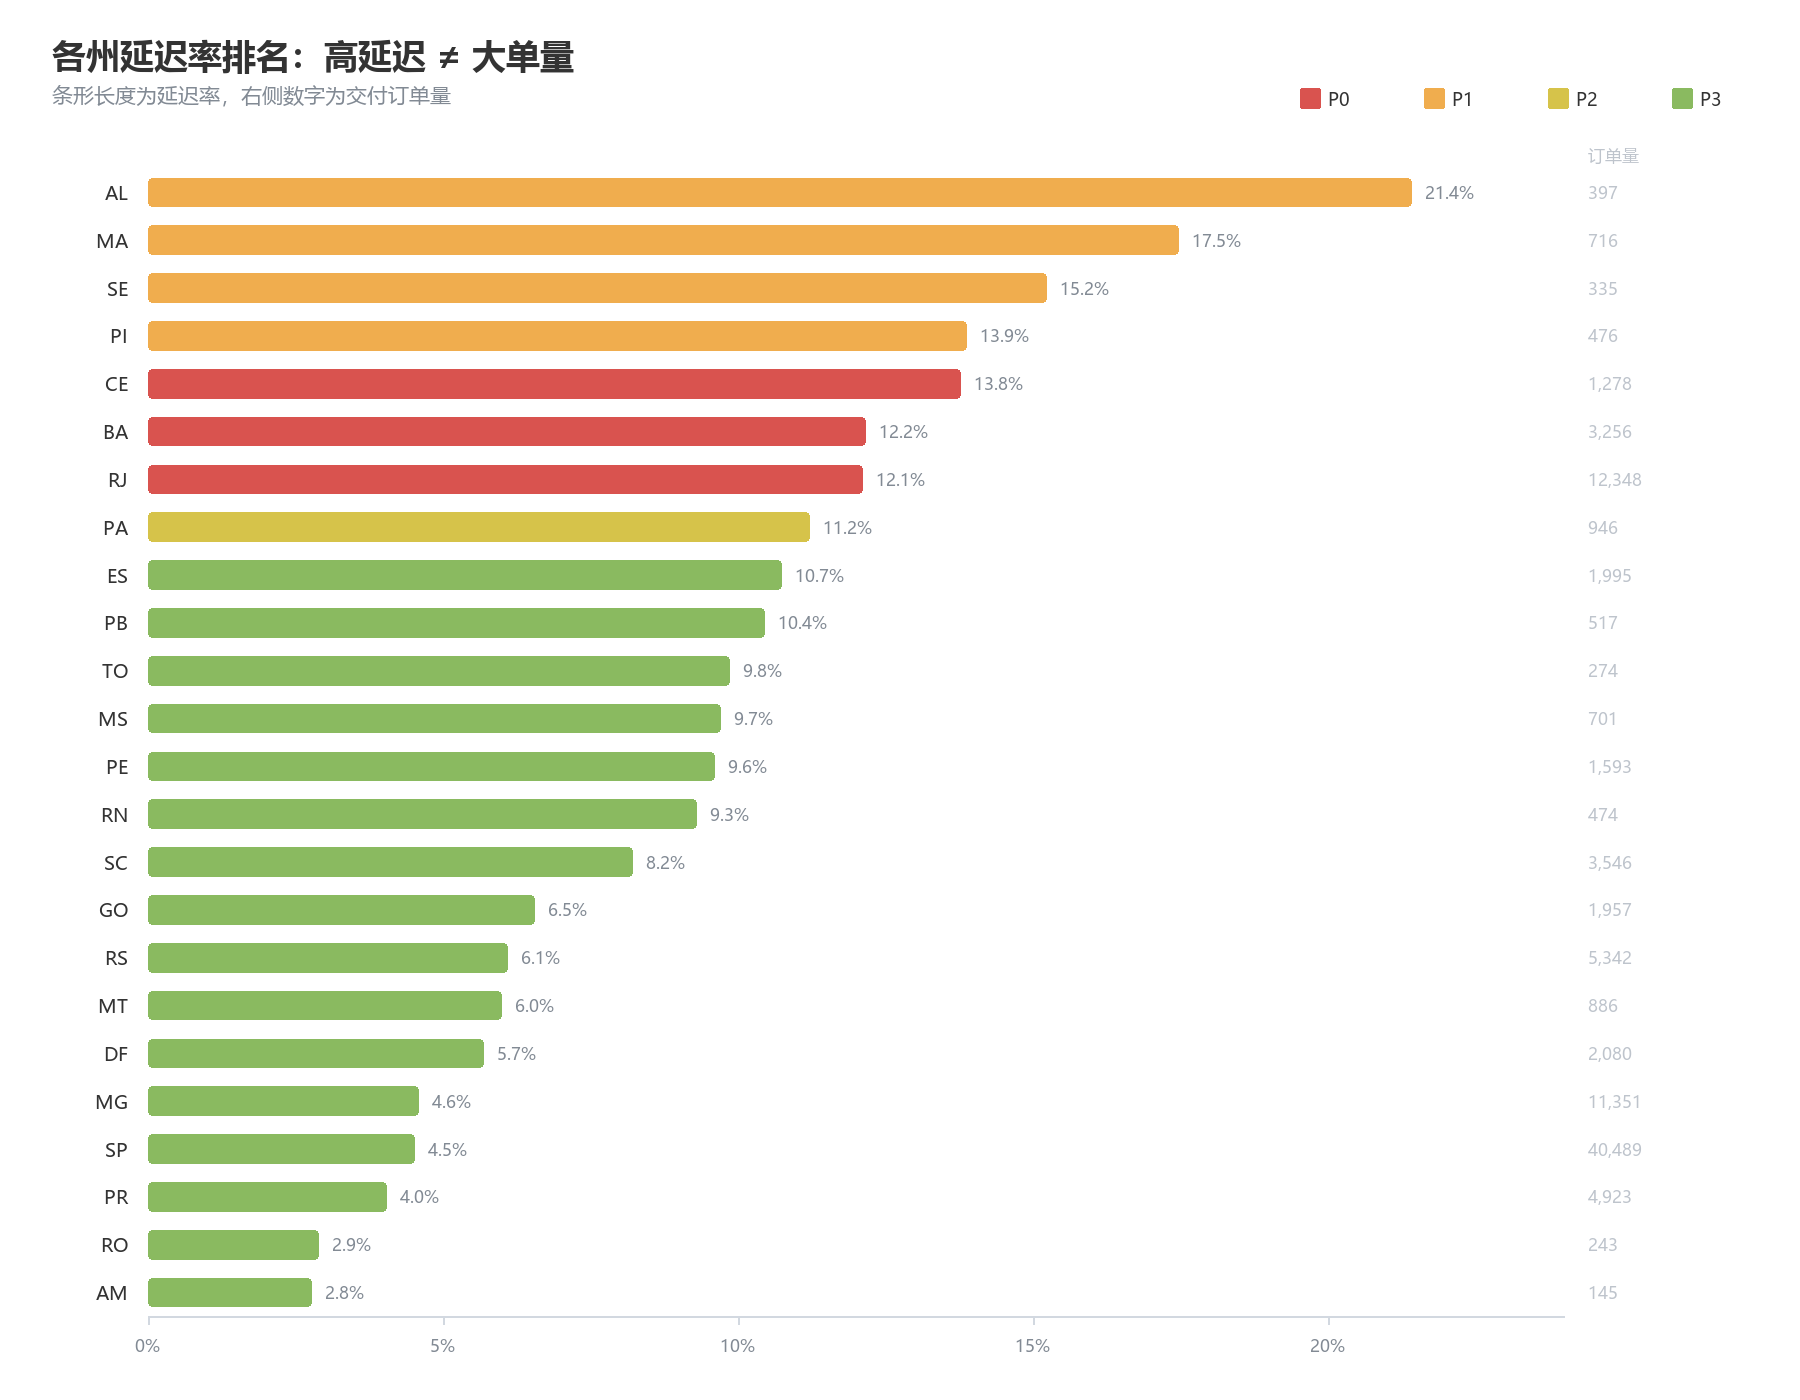 各州延迟率排名：高延迟 ≠ 大单量
条形长度为延迟率，右侧数字为交付订单量
P0 P1 P2 P3
订单量
AL 21.4% 397
MA 17.5% 716
SE 15.2% 335
PI 13.9% 476
CE 13.8% 1,278
BA 12.2% 3,256
RJ 12.1% 12,348
PA 11.2% 946
ES 10.7% 1,995
PB 10.4% 517
TO 9.8% 274
MS 9.7% 701
PE 9.6% 1,593
RN 9.3% 474
SC 8.2% 3,546
GO 6.5% 1,957
RS 6.1% 5,342
MT 6.0% 886
DF 5.7% 2,080
MG 4.6% 11,351
SP 4.5% 40,489
PR 4.0% 4,923
RO 2.9% 243
AM 2.8% 145
0% 5% 10% 15% 20%